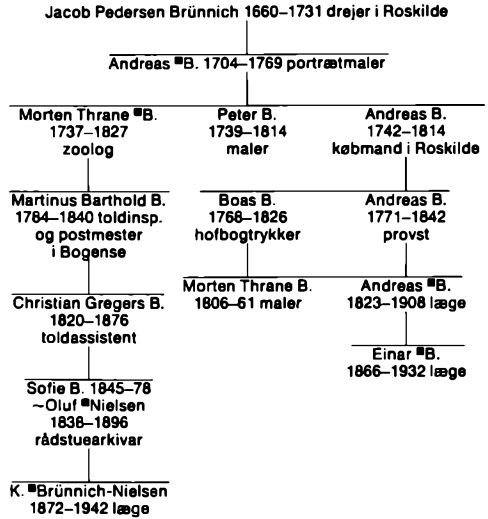 Jacob Pedersen Brünnich 1660–1731 drejer i Roskilde
Andreas ■B. 1704–1769 portrætmaler
Morten Thrane ■B.
1737–1827
zoolog
Peter B.
1739–1814
maler
Andreas B.
1742–1814
købmand i Roskilde
Martinus Barthold B.
1784–1840 toldinsp.
og postmester
i Bogense
Boas B.
1768–1826
hofbogtrykker
Andreas B.
1771–1842
provst
Christian Gregers B.
1820–1876
toldassistent
Morten Thrane B.
1806–61 maler
Andreas ■B.
1823–1908 læge
Einar ■B.
1866–1932 læge
Sofie B. 1845–78
~Oluf ■Nielsen
1838–1896
rådstuearkivar
K. ■Brünnich-Nielsen
1872–1942 læge